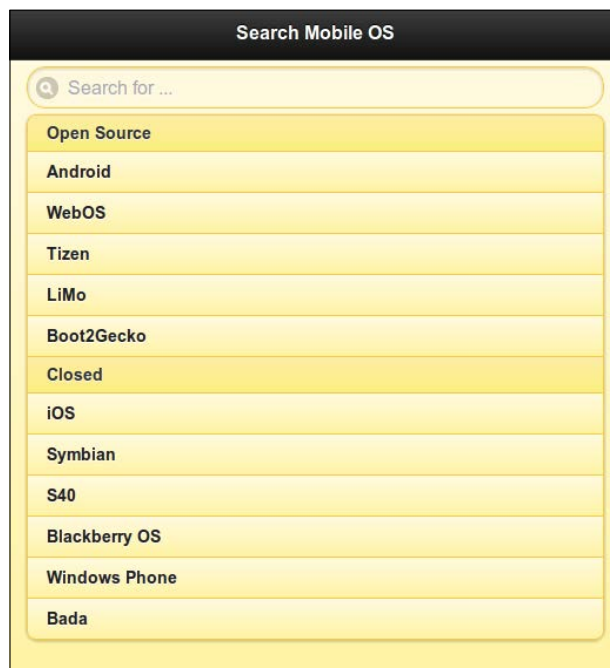 Search Mobile OS
Search for ...
Open Source
Android
WebOS
Tizen
LiMo
Boot2Gecko
Closed
iOS
Symbian
S40
Blackberry OS
Windows Phone
Bada